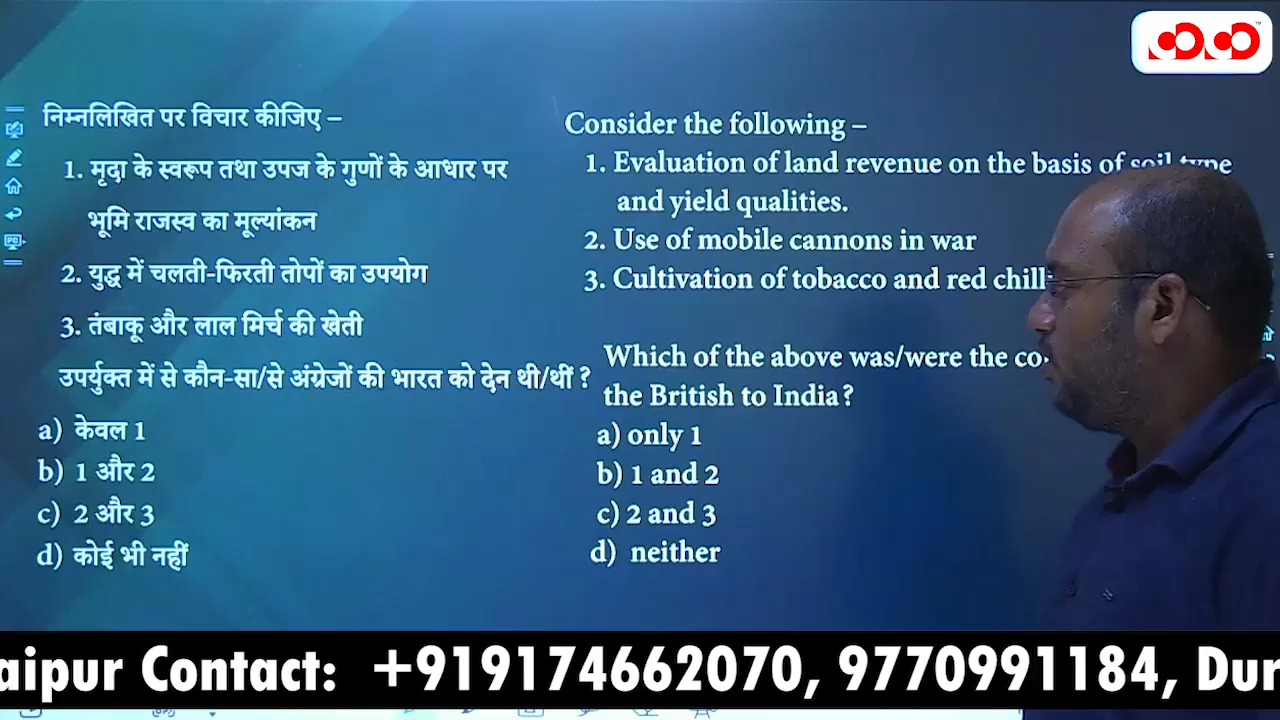 निम्नलिखित पर विचार कीजिए –
1. मृदा के स्वरूप तथा उपज के गुणों के आधार पर
भूमि राजस्व का मूल्यांकन
2. युद्ध में चलती-फिरती तोपों का उपयोग
3. तंबाकू और लाल मिर्च की खेती
उपर्युक्त में से कौन-सा/से अंग्रेजों की भारत को देन थी/थीं ?
a) केवल 1
b) 1 और 2
c) 2 और 3
d) कोई भी नहीं
Consider the following –
1. Evaluation of land revenue on the basis of soil type
and yield qualities.
2. Use of mobile cannons in war
3. Cultivation of tobacco and red
Which of the above was/were the
the British to India?
a) only 1
b) 1 and 2
c) 2 and 3
d) neither
aipur Contact: +919174662070, 9770991184, Dur